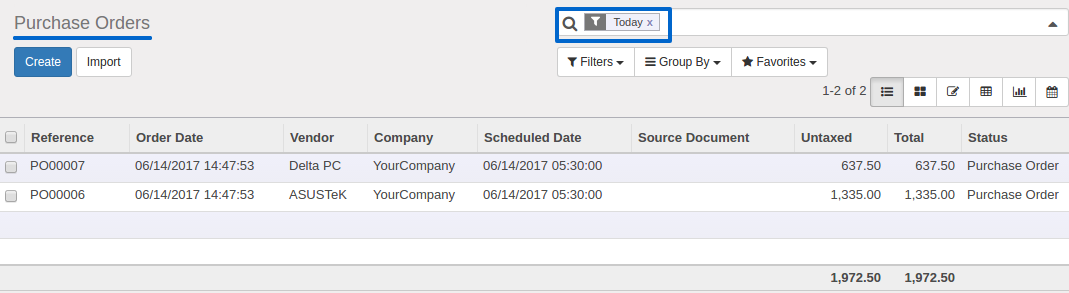 Purchase Orders
Today x
Create Import
Filters Group By Favorites
1-2 of 2
Reference Order Date Vendor Company Scheduled Date Source Document Untaxed Total Status
PO00007 06/14/2017 14:47:53 Delta PC YourCompany 06/14/2017 05:30:00 637.50 637.50 Purchase Order
PO00006 06/14/2017 14:47:53 ASUSTeK YourCompany 06/14/2017 05:30:00 1,335.00 1,335.00 Purchase Order
1,972.50 1,972.50